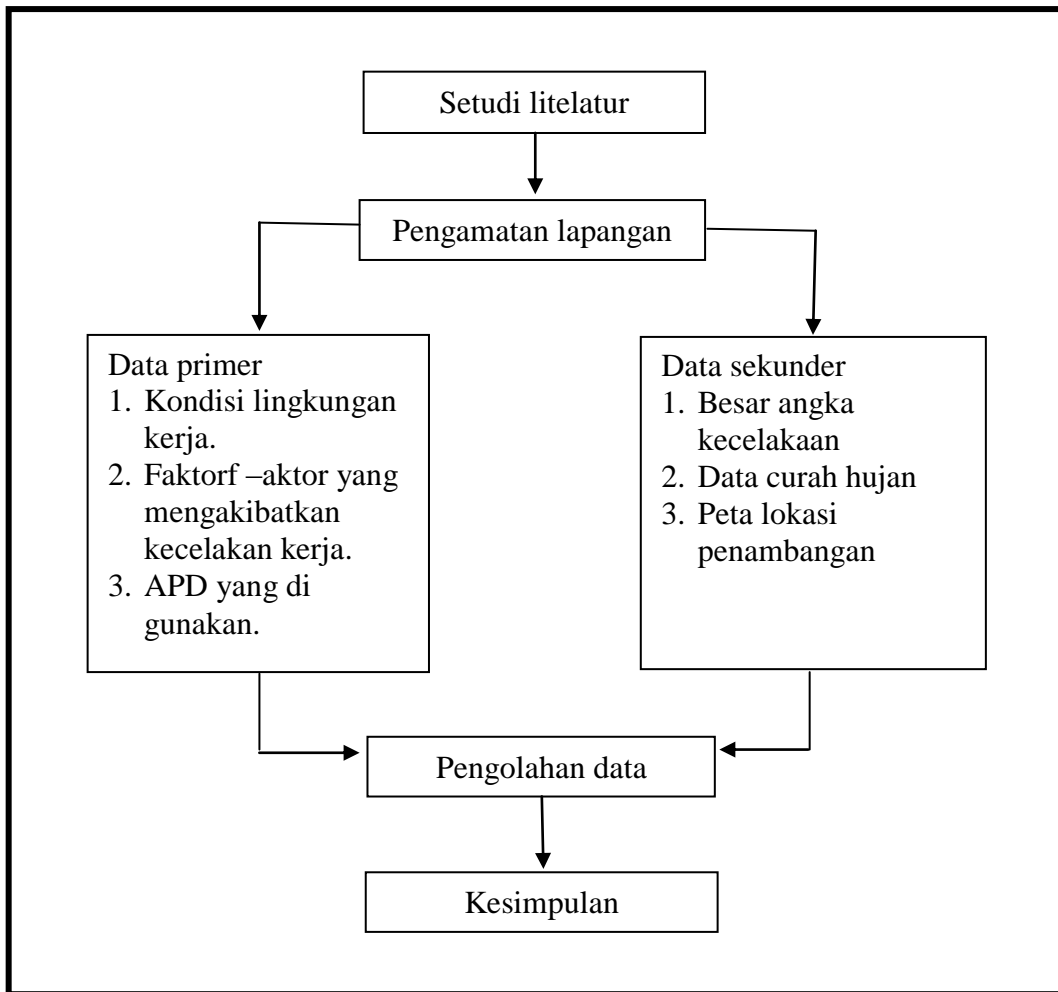 Setudi litelatur
Pengamatan lapangan
Data primer
1. Kondisi lingkungan
kerja.
2. Faktorf –aktor yang
mengakibatkan
kecelakan kerja.
3. APD yang di
gunakan.
Data sekunder
1. Besar angka
kecelakaan
2. Data curah hujan
3. Peta lokasi
penambangan
Pengolahan data
Kesimpulan